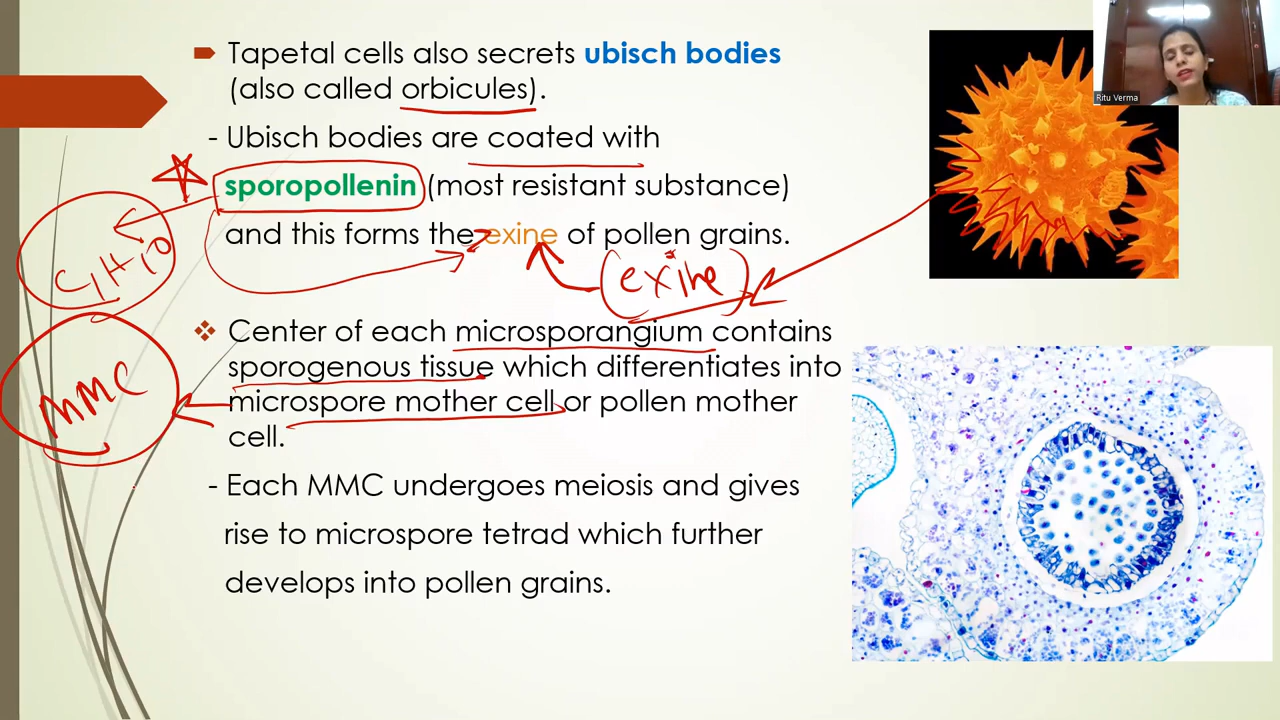 Tapetal cells also secrets ubisch bodies
(also called orbicules).
Ritu Verma
- Ubisch bodies are coated with
sporopollenin (most resistant substance)
and this forms the exine of pollen grains.
(exine)
Center of each microsporangium contains
sporogenous tissue which differentiates into
MMC
microspore mother cell or pollen mother
cell.
- Each MMC undergoes meiosis and gives
rise to microspore tetrad which further
develops into pollen grains.